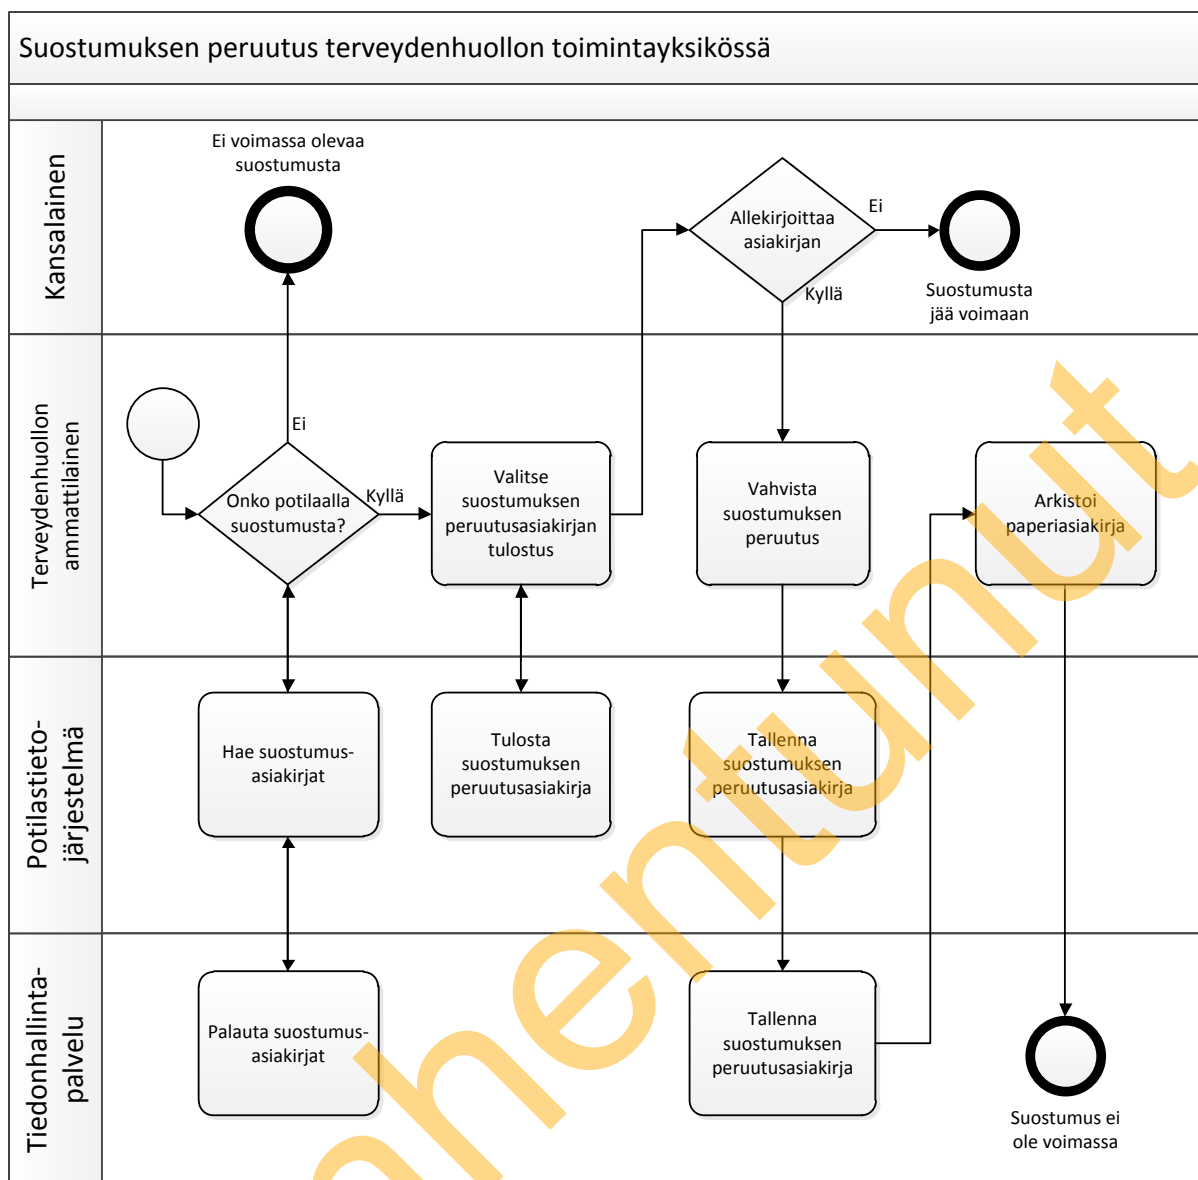 Suostumuksen peruutus terveydenhuollon toimintayksikössä
Kansalainen
Ei voimassa olevaa
suostumusta
Allekirjoittaa
asiakirjan
Ei
Kyllä
Suostumusta
jää voimaan
Terveydenhuollon
ammattilainen
Ei
Onko potilaalla
suostumusta?
Kyllä
Valitse
suostumuksen
peruutusasiakirjan
tulostus
Vahvista
suostumuksen
peruutus
Arkistoi
paperiasiakirja
Potilastieto-
järjestelmä
Hae suostumus-
asiakirjat
Tulosta
suostumuksen
peruutusasiakirja
Tallenna
suostumuksen
peruutusasiakirja
Tiedonhallinta-
palvelu
Palauta suostumus-
asiakirjat
Tallenna
suostumuksen
peruutusasiakirja
Suostumus ei
ole voimassa
hentunut